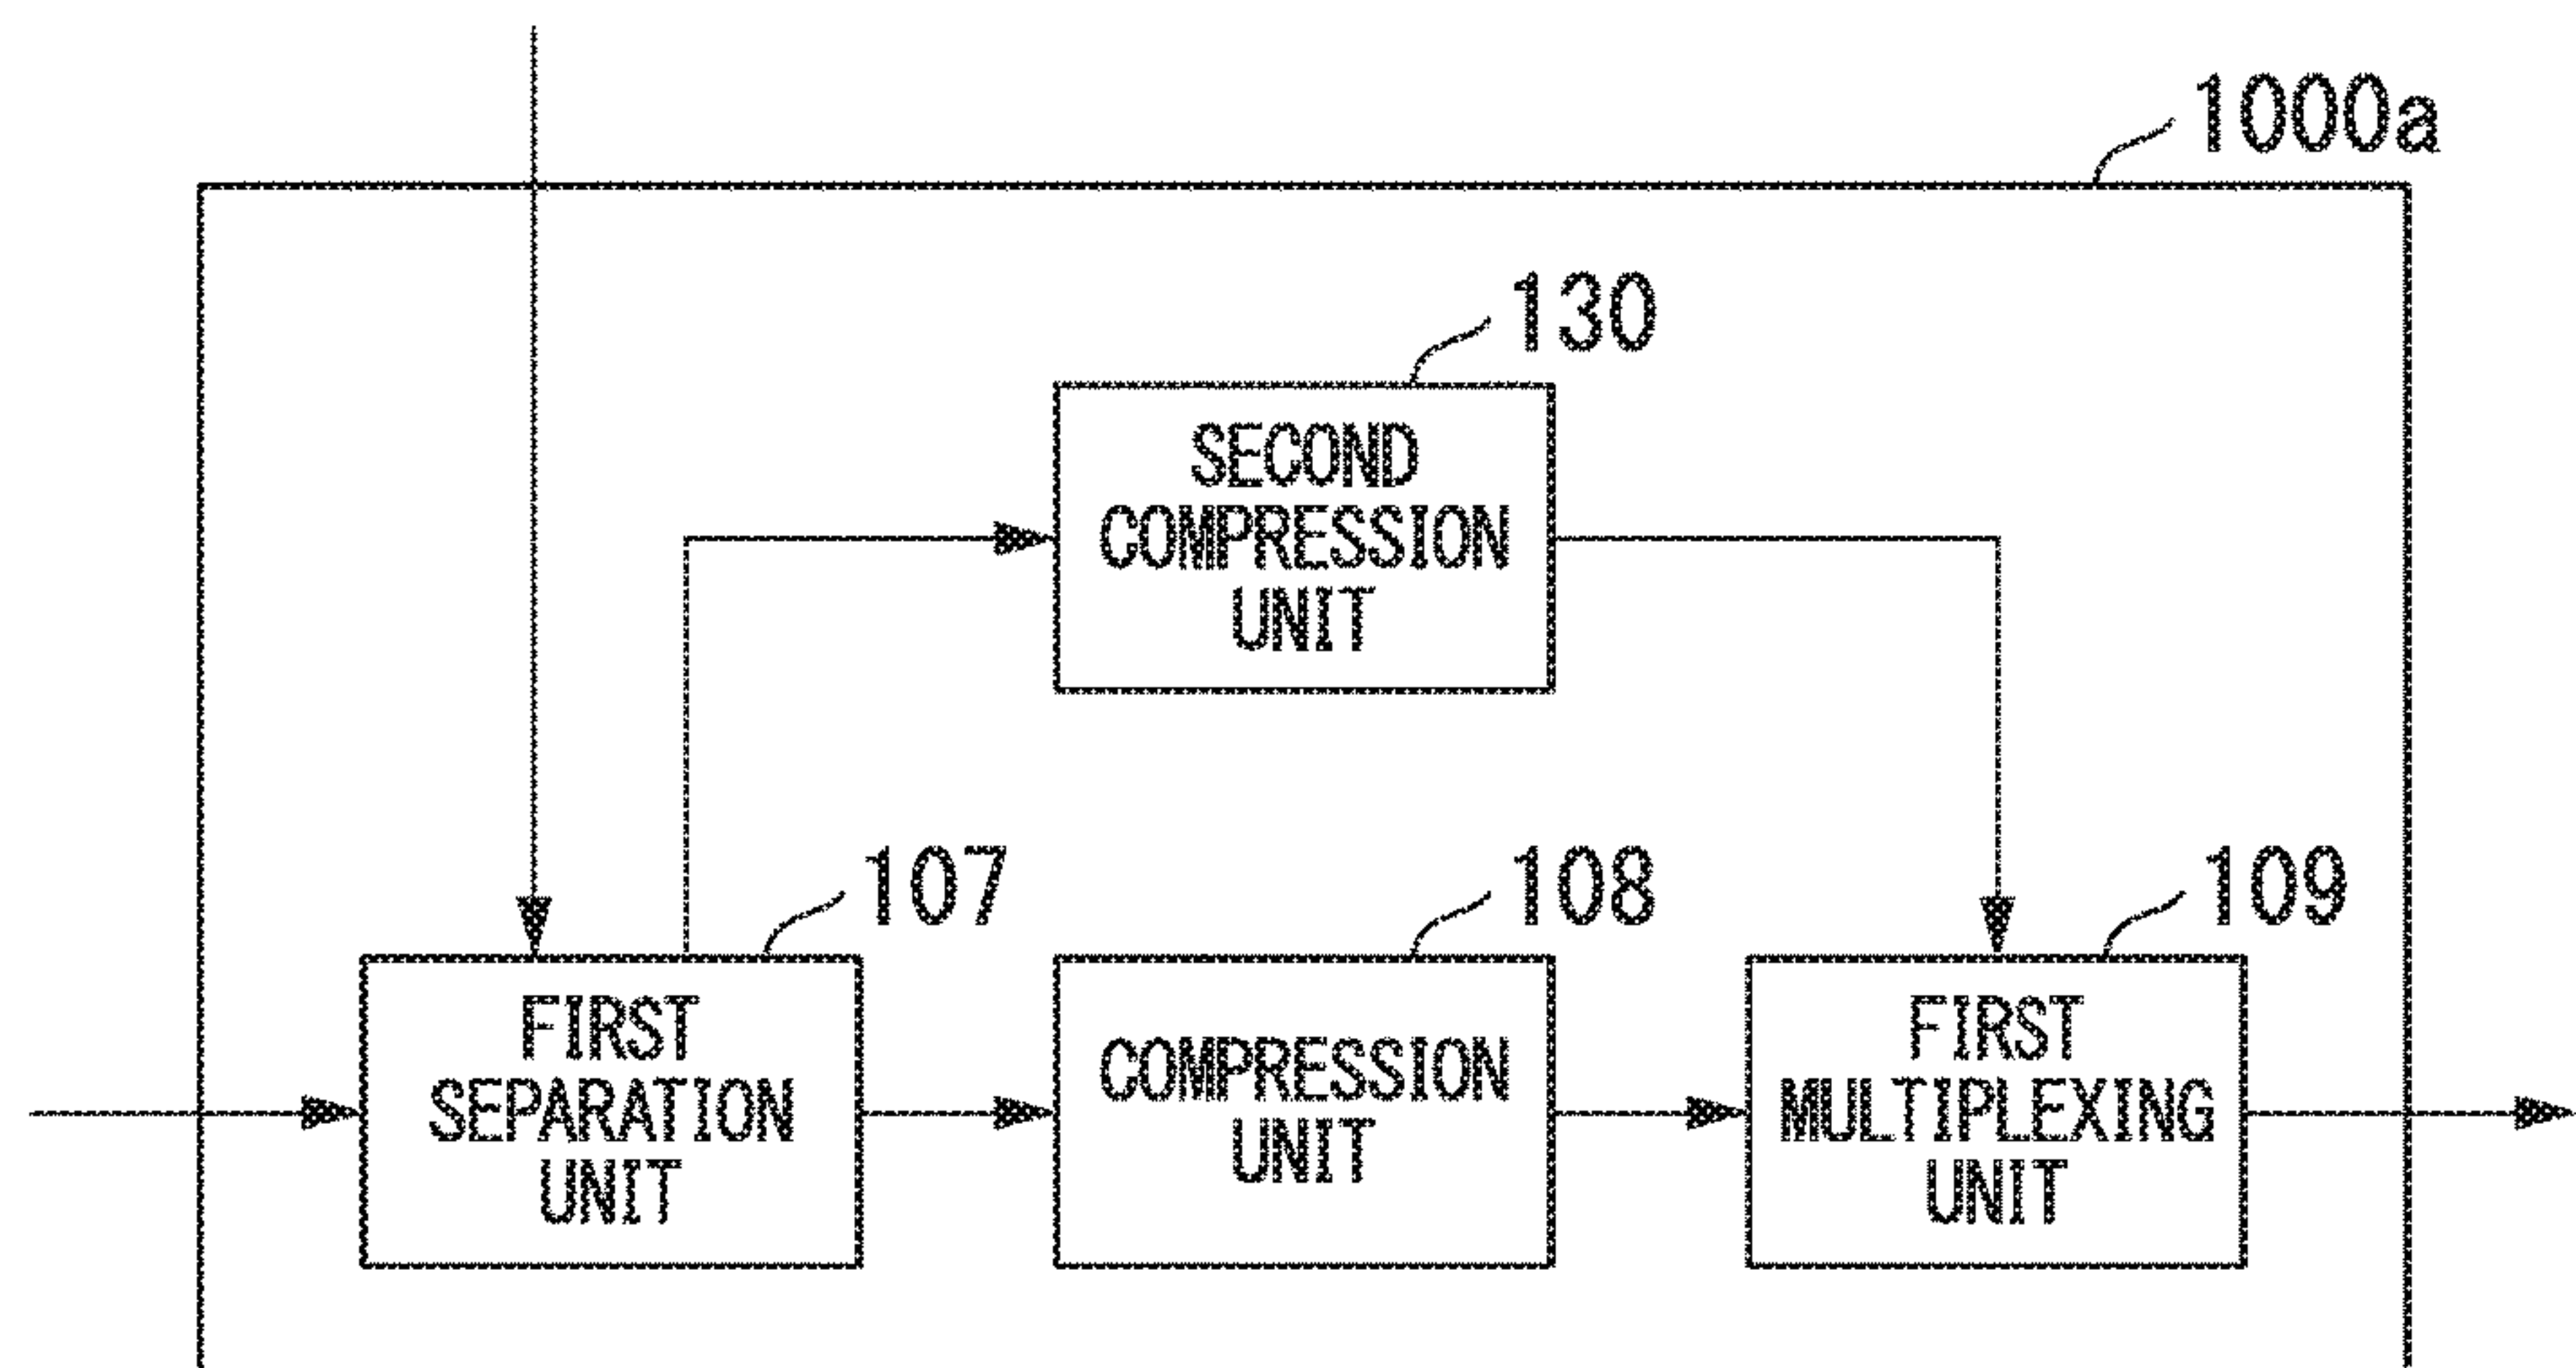 1000a
130
SECOND
COMPRESSION
UNIT
107
108
109
FIRST
SEPARATION
UNIT
COMPRESSION
UNIT
FIRST
MULTIPLEXING
UNIT